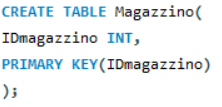 CREATE TABLE Magazzino(
IDmagazzino INT,
PRIMARY KEY(IDmagazzino)
);